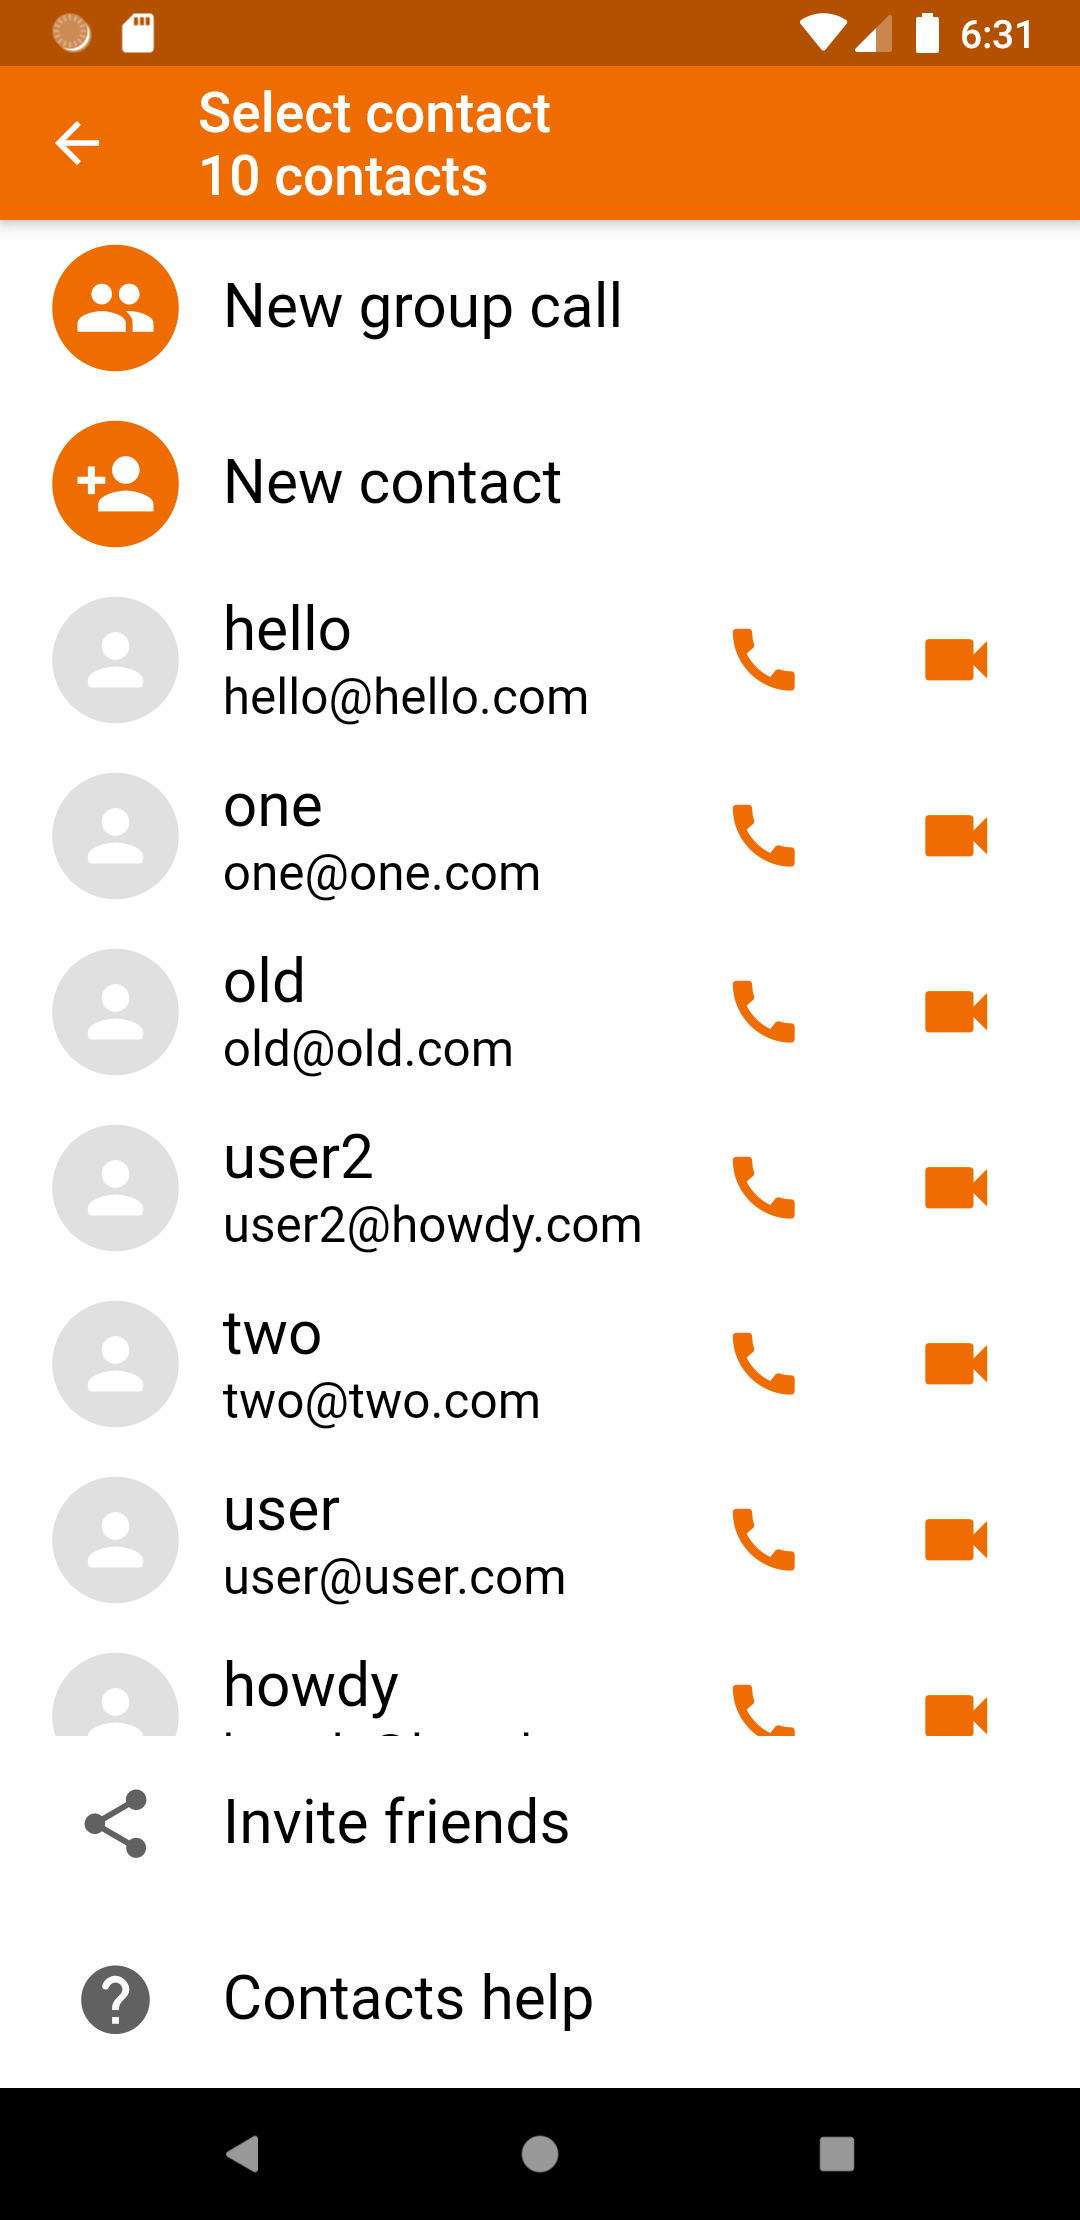 6:31
Select contact
10 contacts
New group call
New contact
hello
hello@hello.com
one
one@one.com
old
old@old.com
user2
user2@howdy.com
two
two@two.com
user
user@user.com
howdy
Invite friends
Contacts help